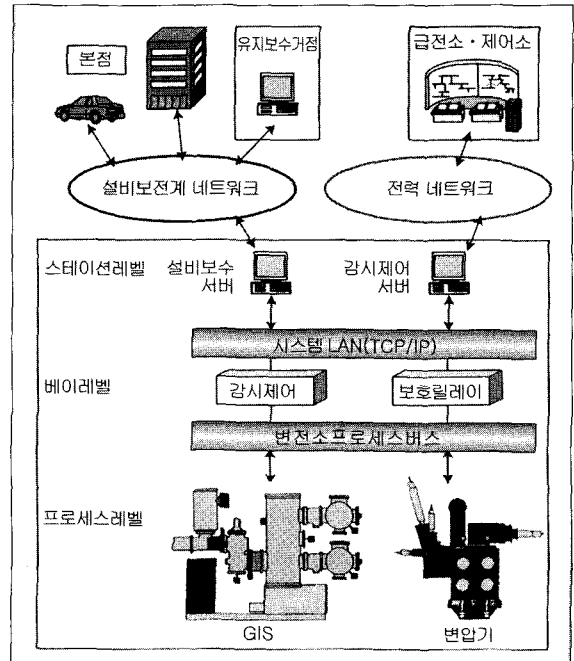 본점
유지보수거점
급전소·제어소
설비보전계 네트워크
전력 네트워크
스테이션레벨
설비보수
서버
감시제어
서버
시스템 LAN(TCP/IP)
베이레벨
감시제어
보호릴레이
변전소프로세스버스
프로세스레벨
GIS
변압기